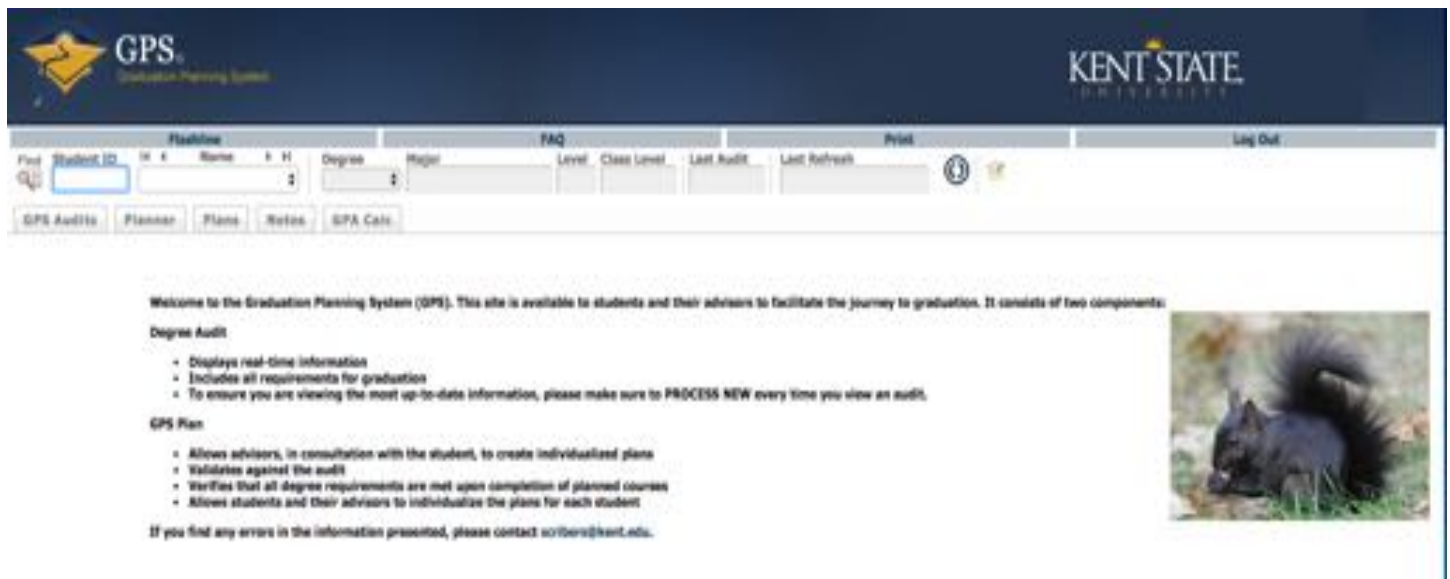 GPS
Graduation Planning System
KENT STATE
UNIVERSITY
Flashline FAQ Print Log Out
Find Student ID Name Degree Major Level Class Level Last Audit Last Refresh
GPS Audits Planner Plans Notes GPA Calc
Welcome to the Graduation Planning System (GPS). This site is available to students and their advisors to facilitate the journey to graduation. It consists of two components:
Degree Audit
• Displays real-time information
• Includes all requirements for graduation
• To ensure you are viewing the most up-to-date information, please make sure to PROCESS NEW every time you view an audit.
GPS Plan
• Allows advisors, in consultation with the student, to create individualized plans
• Validates against the audit
• Verifies that all degree requirements are met upon completion of planned courses
• Allows students and their advisors to individualize the plans for each student
If you find any errors in the information presented, please contact scribers@kent.edu.